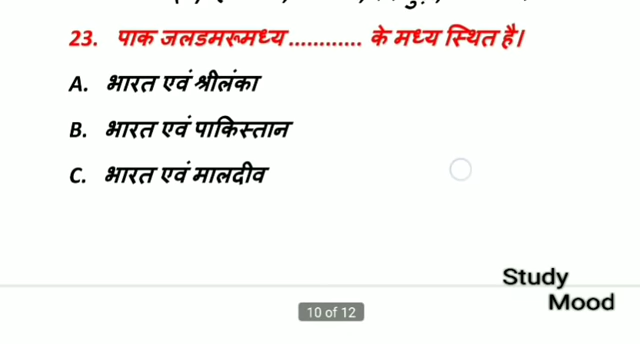 23. पाक जलडमरूमध्य............ के मध्य स्थित है।
A. भारत एवं श्रीलंका
B. भारत एवं पाकिस्तान
C. भारत एवं मालदीव
Study
Mood
10 of 12